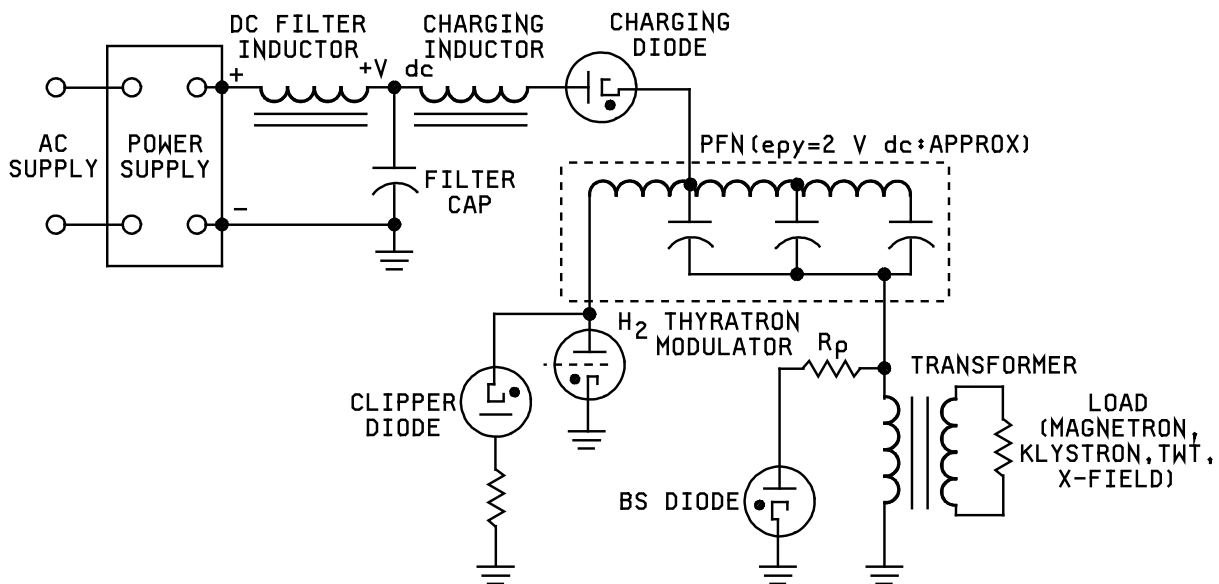 DC FILTER
INDUCTOR
CHARGING
INDUCTOR
CHARGING
DIODE
+
+V dc
AC
SUPPLY
POWER
SUPPLY
FILTER
CAP
−
PFN(epy=2 V dc:APPROX)
H2 THYRATRON
MODULATOR
Rp
TRANSFORMER
CLIPPER
DIODE
LOAD
(MAGNETRON,
KLYSTRON,TWT,
X-FIELD)
BS DIODE